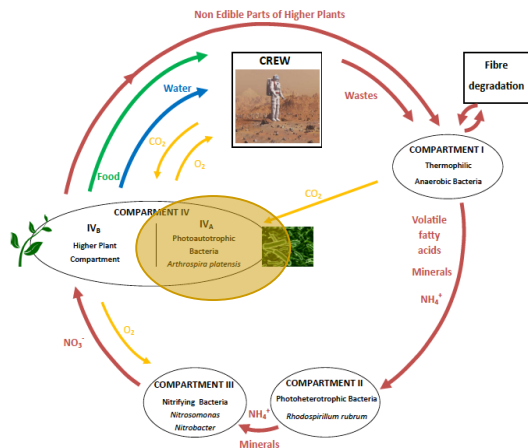 Non Edible Parts of Higher Plants
CREW
Fibre
degradation
Water
Wastes
CO2
O2
Food
COMPARTMENT I
Thermophilic
Anaerobic Bacteria
CO2
COMPARMENT IV
IVB
Higher Plant
Compartment
IVA
Photoautotrophic
Bacteria
Arthrospira platensis
Volatile
fatty
acids
Minerals
NH4+
O2
NO3-
COMPARTMENT III
Nitrifying Bacteria
Nitrosomonas
Nitrobacter
NH4+
Minerals
COMPARTMENT II
Photoheterotrophic Bacteria
Rhodospirillum rubrum